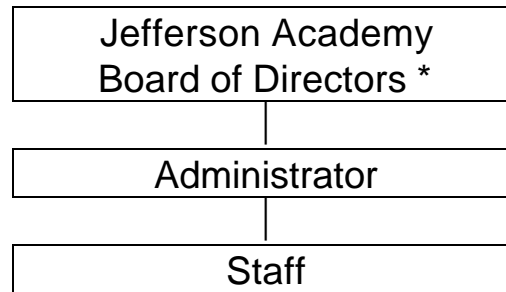 Jefferson Academy
Board of Directors *
Administrator
Staff